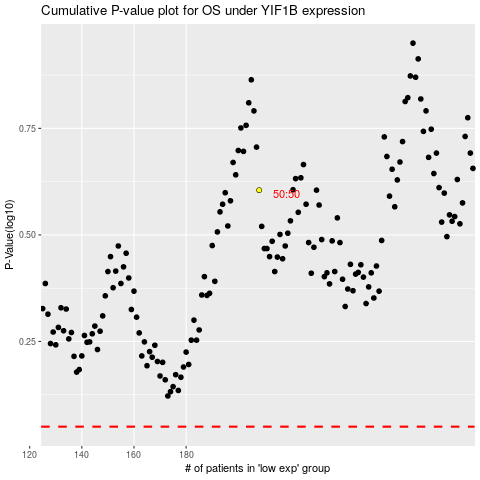 Cumulative P-value plot for OS under YIF1B expression
P-Value(log10)
0.75
0.50
0.25
50:50
120 140 160 180
# of patients in 'low exp' group